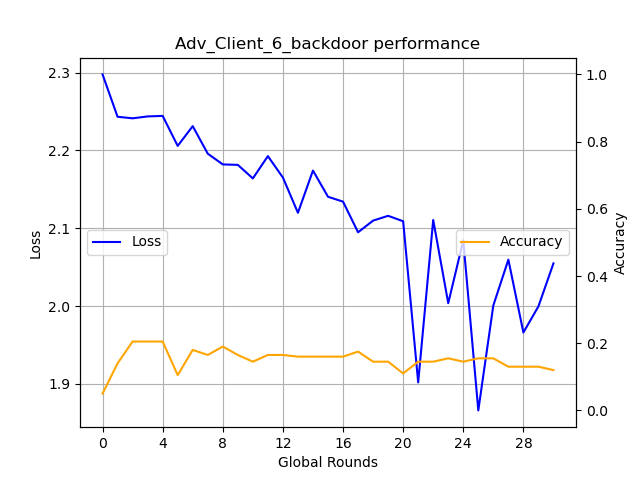 Adv_Client_6_backdoor performance
2.3
2.2
2.1
2.0
1.9
Loss
1.0
0.8
0.6
0.4
0.2
0.0
Accuracy
Loss
Accuracy
0 4 8 12 16 20 24 28
Global Rounds